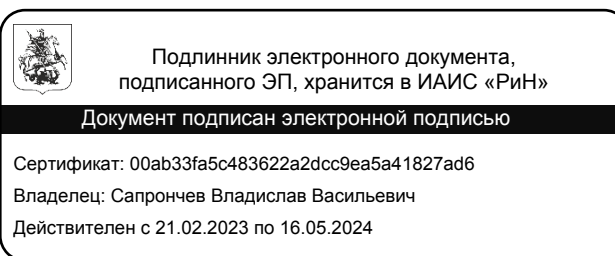 Подлинник электронного документа,
подписанного ЭП, хранится в ИАИС «РиН»
Документ подписан электронной подписью
Сертификат: 00ab33fa5c483622a2dcc9ea5a41827ad6
Владелец: Сапрончев Владислав Васильевич
Действителен с 21.02.2023 по 16.05.2024